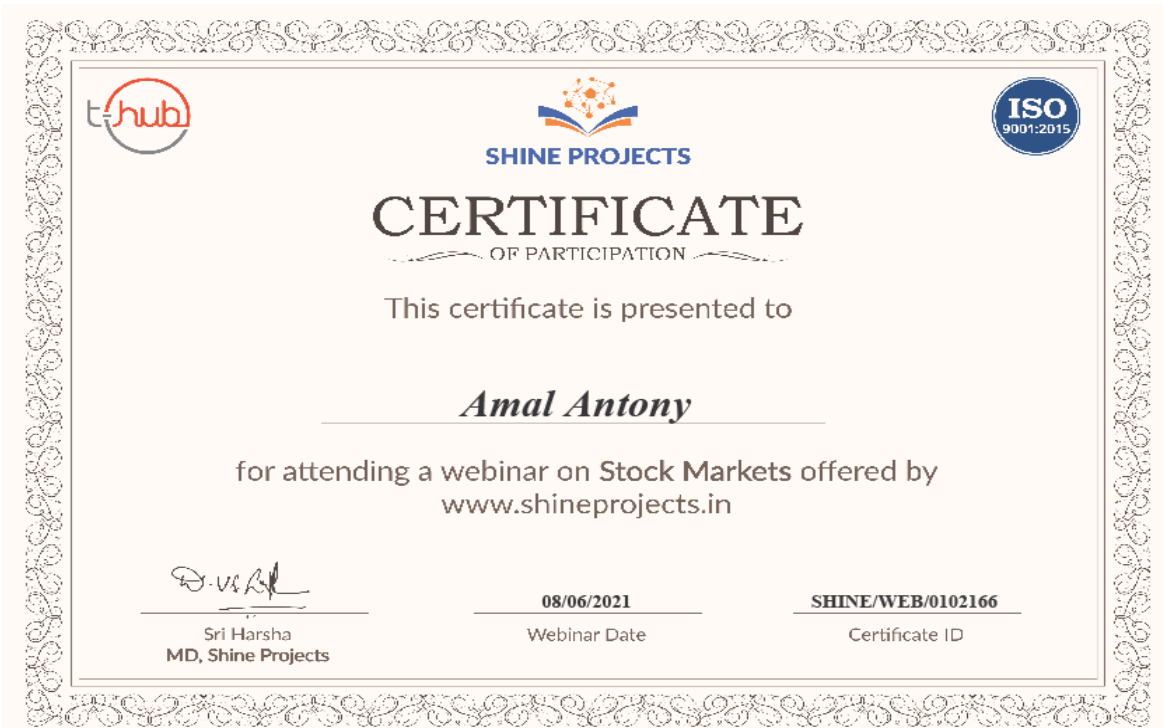 t-hub
ISO
9001:2015
SHINE PROJECTS
CERTIFICATE
OF PARTICIPATION
This certificate is presented to
Amal Antony
for attending a webinar on Stock Markets offered by
www.shineprojects.in
08/06/2021
SHINE/WEB/0102166
Sri Harsha
Webinar Date
Certificate ID
MD, Shine Projects